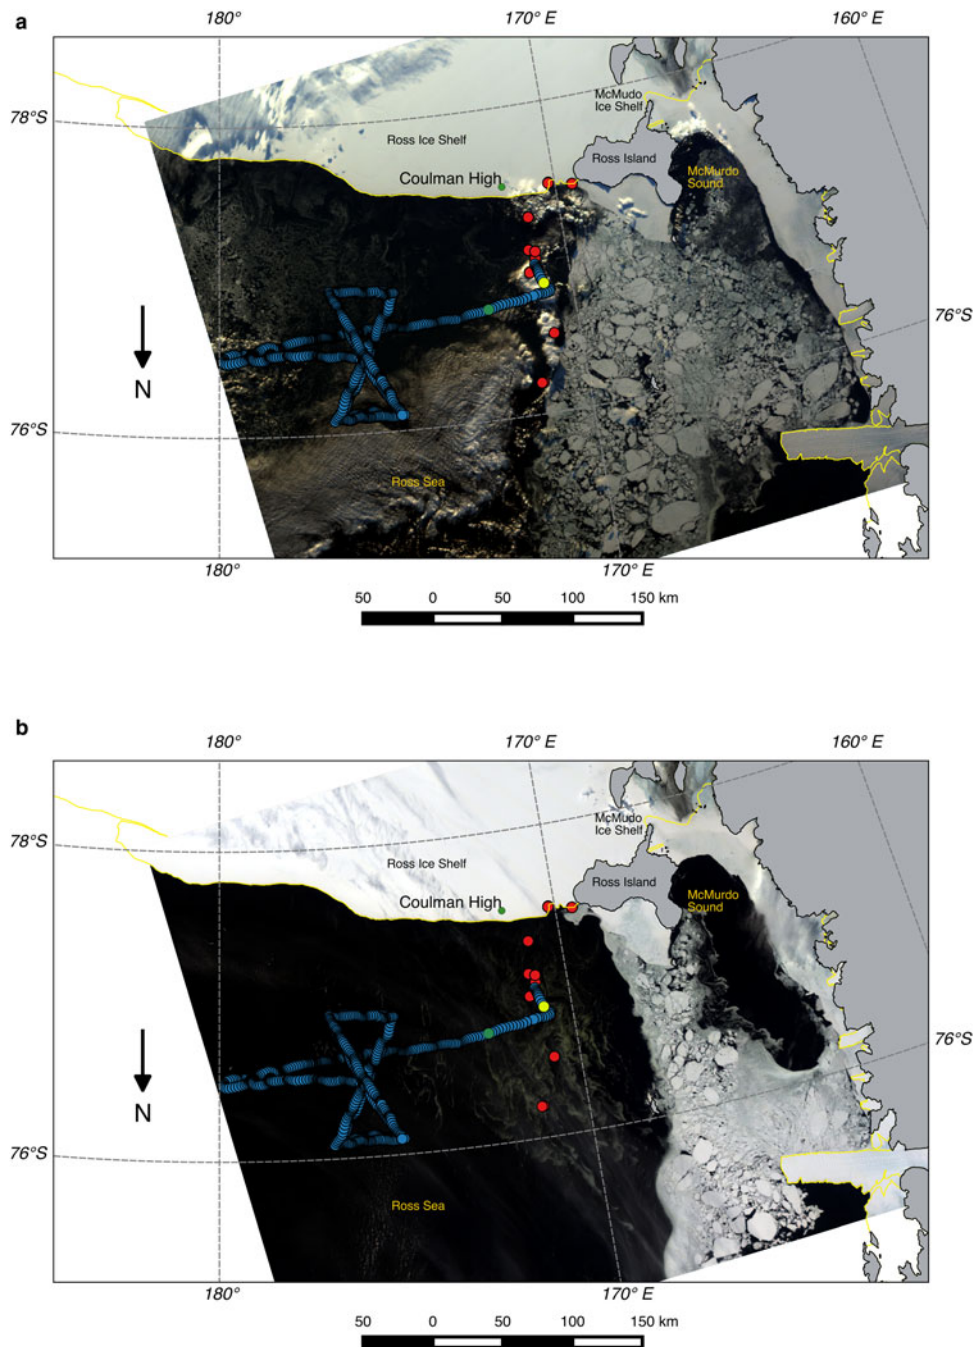 a
180°
170° E
160° E
78°S
McMudo
Ice Shelf
Ross Ice Shelf
Ross Island
Coulman High
McMurdo
Sound
76°S
N
76°S
Ross Sea
180°
170° E
50 0 50 100 150 km
b
180°
170° E
160° E
78°S
McMudo
Ice Shelf
Ross Ice Shelf
Ross Island
Coulman High
McMurdo
Sound
76°S
N
76°S
Ross Sea
180°
170° E
50 0 50 100 150 km